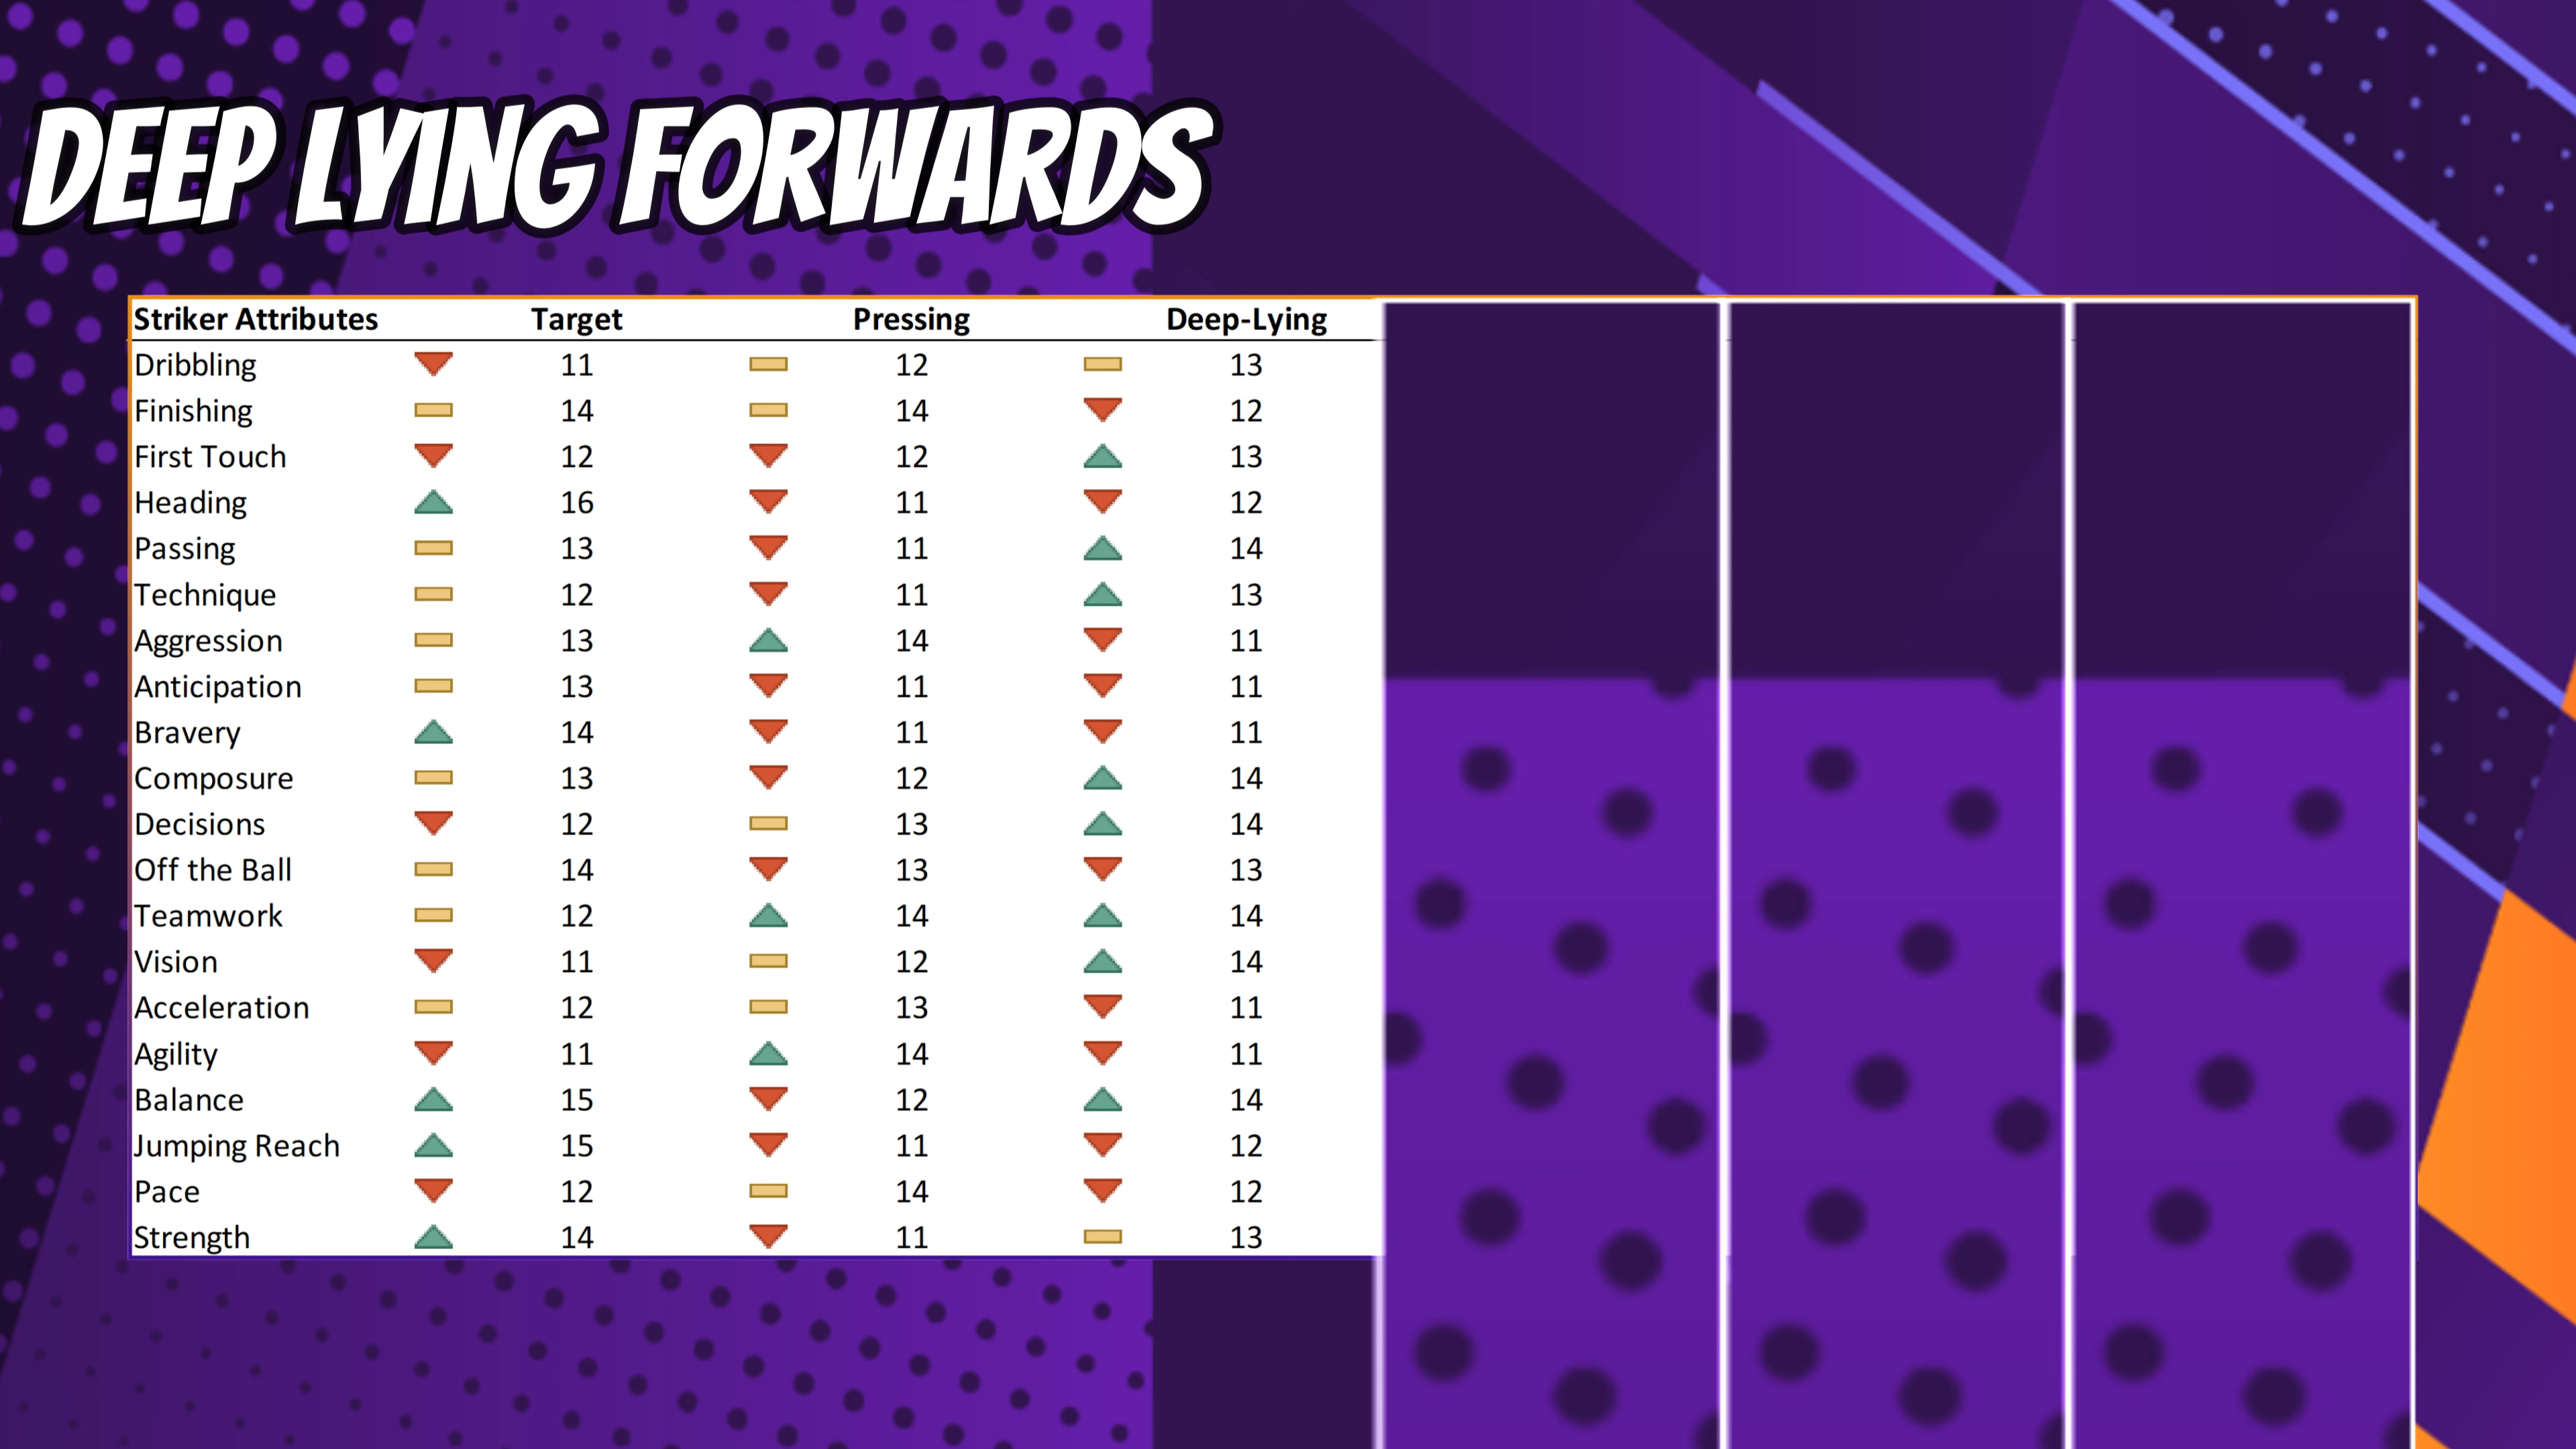 DEEP LYING FORWARDS
Striker Attributes Target Pressing Deep-Lying
Dribbling 11 12 13
Finishing 14 14 12
First Touch 12 12 13
Heading 16 11 12
Passing 13 11 14
Technique 12 11 13
Aggression 13 14 11
Anticipation 13 11 11
Bravery 14 11 11
Composure 13 12 14
Decisions 12 13 14
Off the Ball 14 13 13
Teamwork 12 14 14
Vision 11 12 14
Acceleration 12 13 11
Agility 11 14 11
Balance 15 12 14
Jumping Reach 15 11 12
Pace 12 14 12
Strength 14 11 13